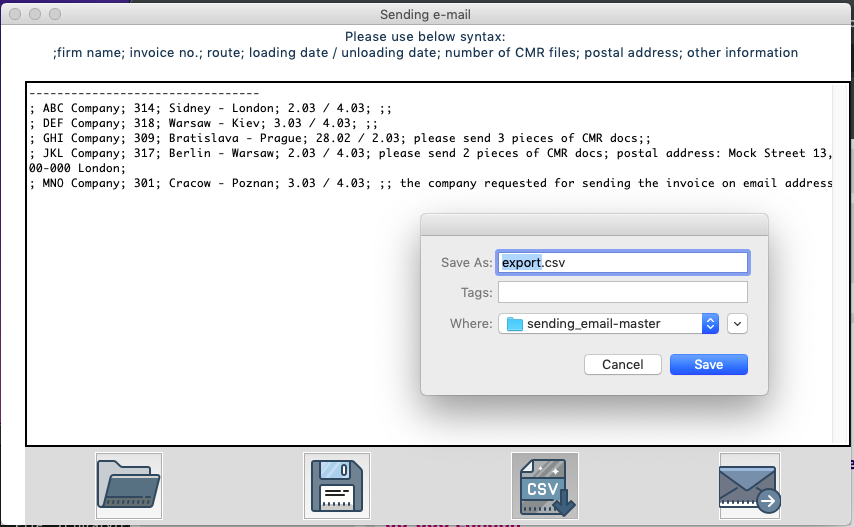 Sending e-mail
Please use below syntax:
;firm name; invoice no.; route; loading date / unloading date; number of CMR files; postal address; other information
--------------------------------
; ABC Company; 314; Sidney - London; 2.03 / 4.03; ;;
; DEF Company; 318; Warsaw - Kiev; 3.03 / 4.03; ;;
; GHI Company; 309; Bratislava - Prague; 28.02 / 2.03; please send 3 pieces of CMR docs;;
; JKL Company; 317; Berlin - Warsaw; 2.03 / 4.03; please send 2 pieces of CMR docs; postal address: Mock Street 13,
00-000 London;
; MNO Company; 301; Cracow - Poznan; 3.03 / 4.03; ;; the company requested for sending the invoice on email address
Save As: export.csv
Tags:
Where: sending_email-master
Cancel Save
CSV